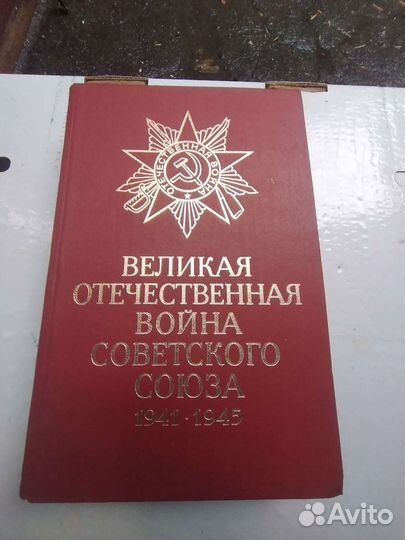 ОТЕЧЕСТВЕННАЯ ВОЙНА
ВЕЛИКАЯ
ОТЕЧЕСТВЕННАЯ
ВОЙНА
СОВЕТСКОГО
СОЮЗА
1941 · 1945
Avito